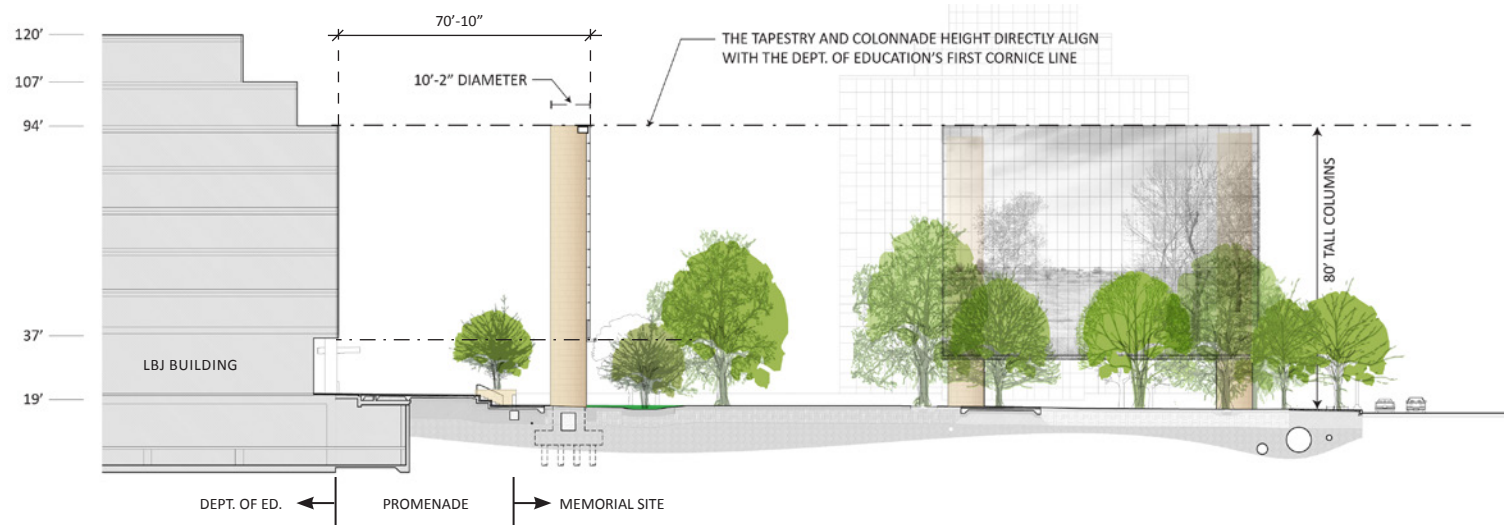 120’
107’
94’
37’
19’
70’-10”
10’-2” DIAMETER
THE TAPESTRY AND COLONNADE HEIGHT DIRECTLY ALIGN
WITH THE DEPT. OF EDUCATION’S FIRST CORNICE LINE
80’ TALL COLUMNS
LBJ BUILDING
DEPT. OF ED.
PROMENADE
MEMORIAL SITE